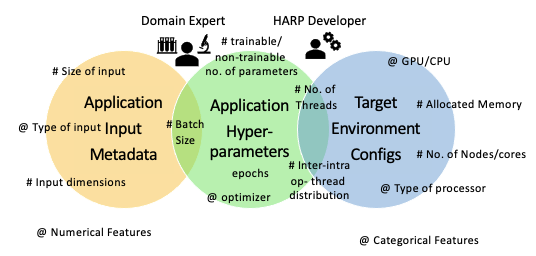 Domain Expert
HARP Developer
# trainable/
non-trainable
no. of parameters
@ GPU/CPU
# Size of input
# No. of
Threads
Application
Input
Metadata
Application
Hyper-
parameters
Target
Environment
Configs
# Allocated Memory
@ Type of input
# Batch
Size
# No. of Nodes/cores
# Inter-intra
op- thread
distribution
epochs
# Input dimensions
@ optimizer
@ Type of processor
@ Numerical Features
@ Categorical Features